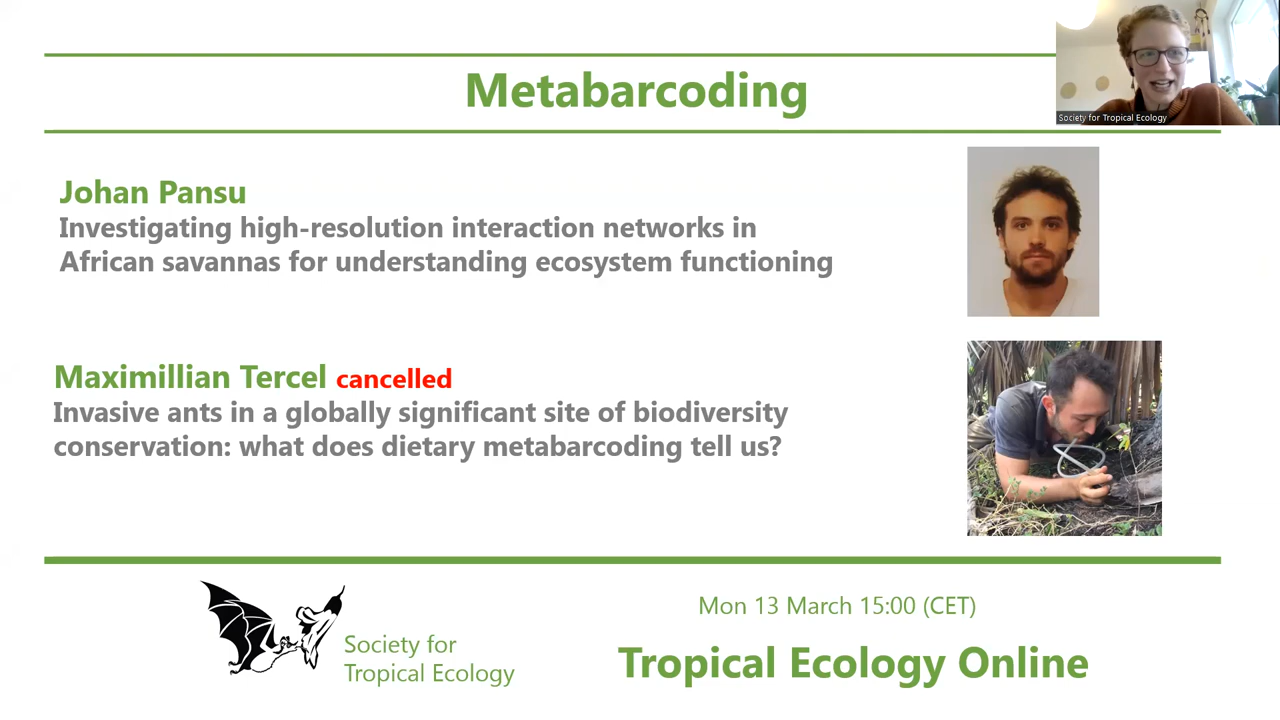 Metabarcoding
Society for Tropical Ecology
Johan Pansu
Investigating high-resolution interaction networks in
African savannas for understanding ecosystem functioning
Maximillian Tercel cancelled
Invasive ants in a globally significant site of biodiversity
conservation: what does dietary metabarcoding tell us?
Society for
Tropical Ecology
Mon 13 March 15:00 (CET)
Tropical Ecology Online